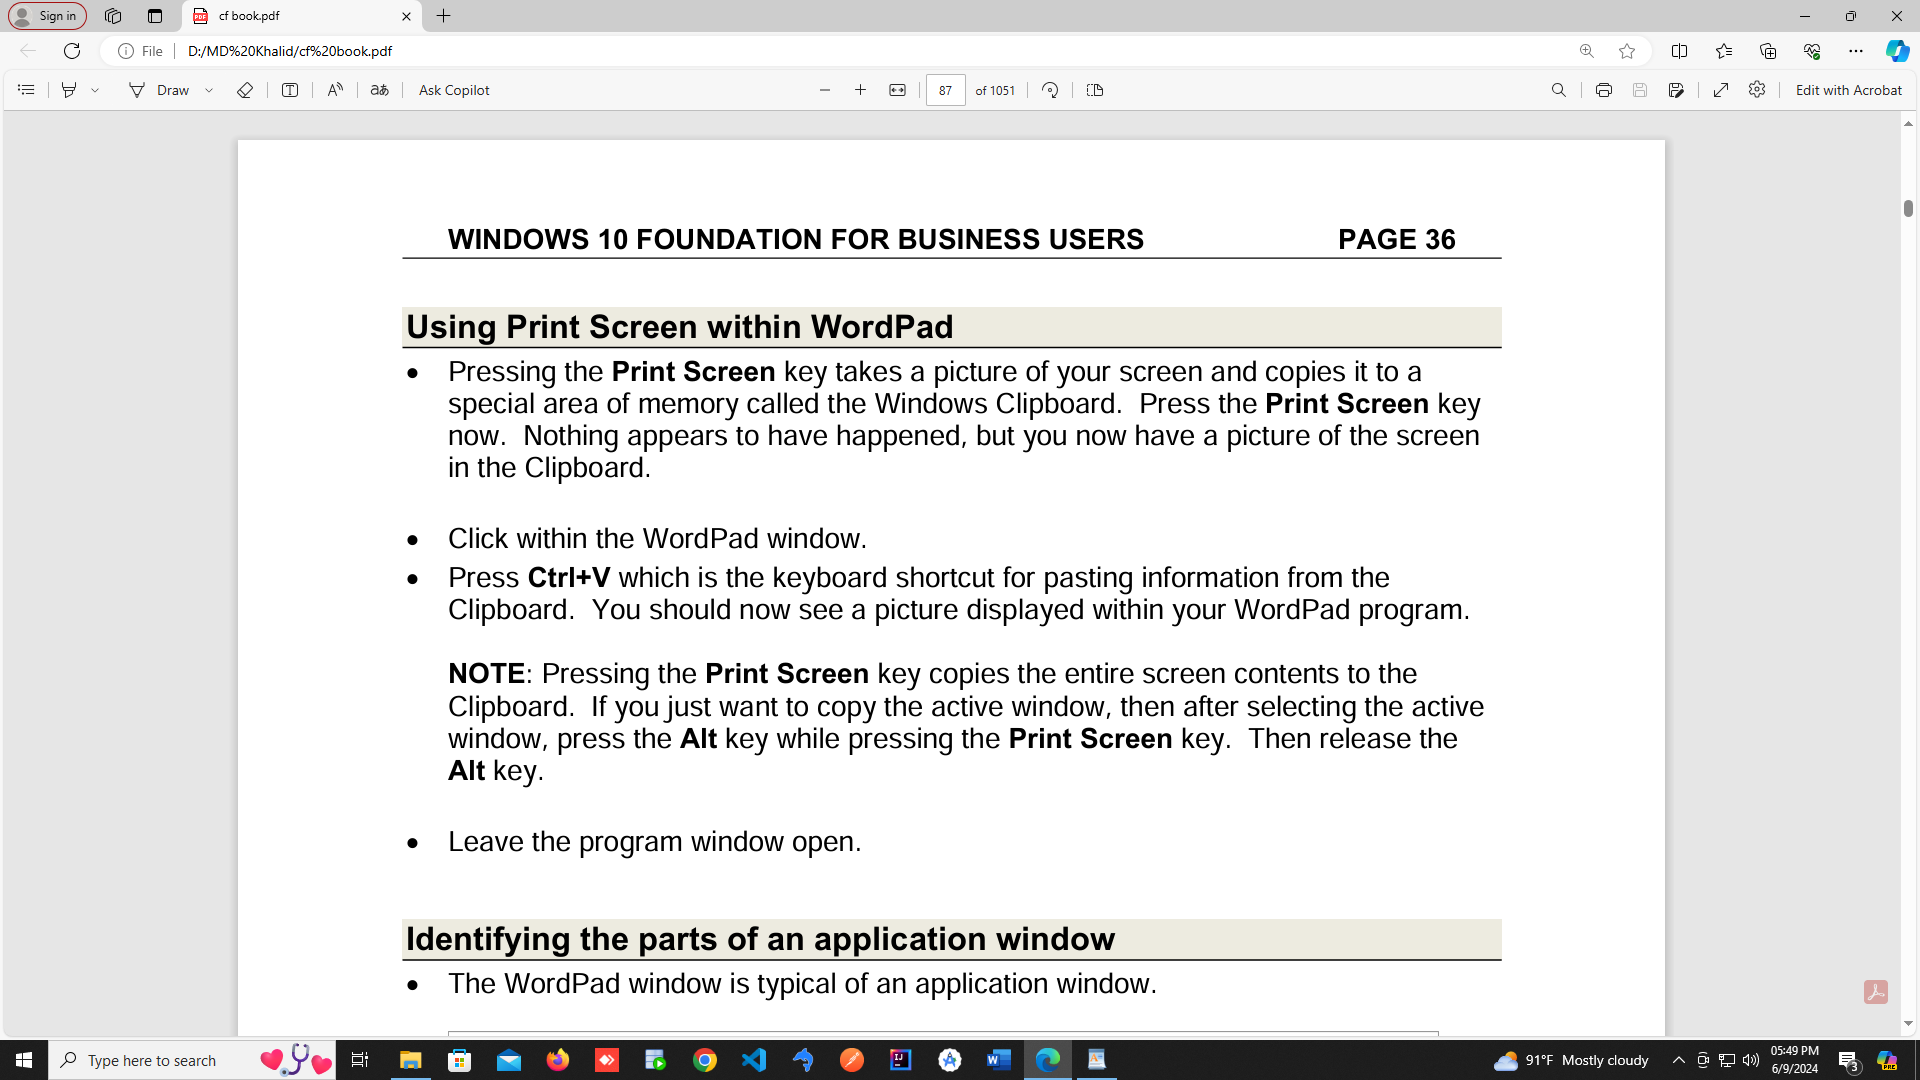 Sign in
cf book.pdf
File
D:/MD%20Khalid/cf%20book.pdf
Draw
Ask Copilot
87 of 1051
Edit with Acrobat
WINDOWS 10 FOUNDATION FOR BUSINESS USERS PAGE 36
Using Print Screen within WordPad
• Pressing the Print Screen key takes a picture of your screen and copies it to a
special area of memory called the Windows Clipboard. Press the Print Screen key
now. Nothing appears to have happened, but you now have a picture of the screen
in the Clipboard.
• Click within the WordPad window.
• Press Ctrl+V which is the keyboard shortcut for pasting information from the
Clipboard. You should now see a picture displayed within your WordPad program.
NOTE: Pressing the Print Screen key copies the entire screen contents to the
Clipboard. If you just want to copy the active window, then after selecting the active
window, press the Alt key while pressing the Print Screen key. Then release the
Alt key.
• Leave the program window open.
Identifying the parts of an application window
• The WordPad window is typical of an application window.
Type here to search
91°F Mostly cloudy
05:49 PM
6/9/2024
3